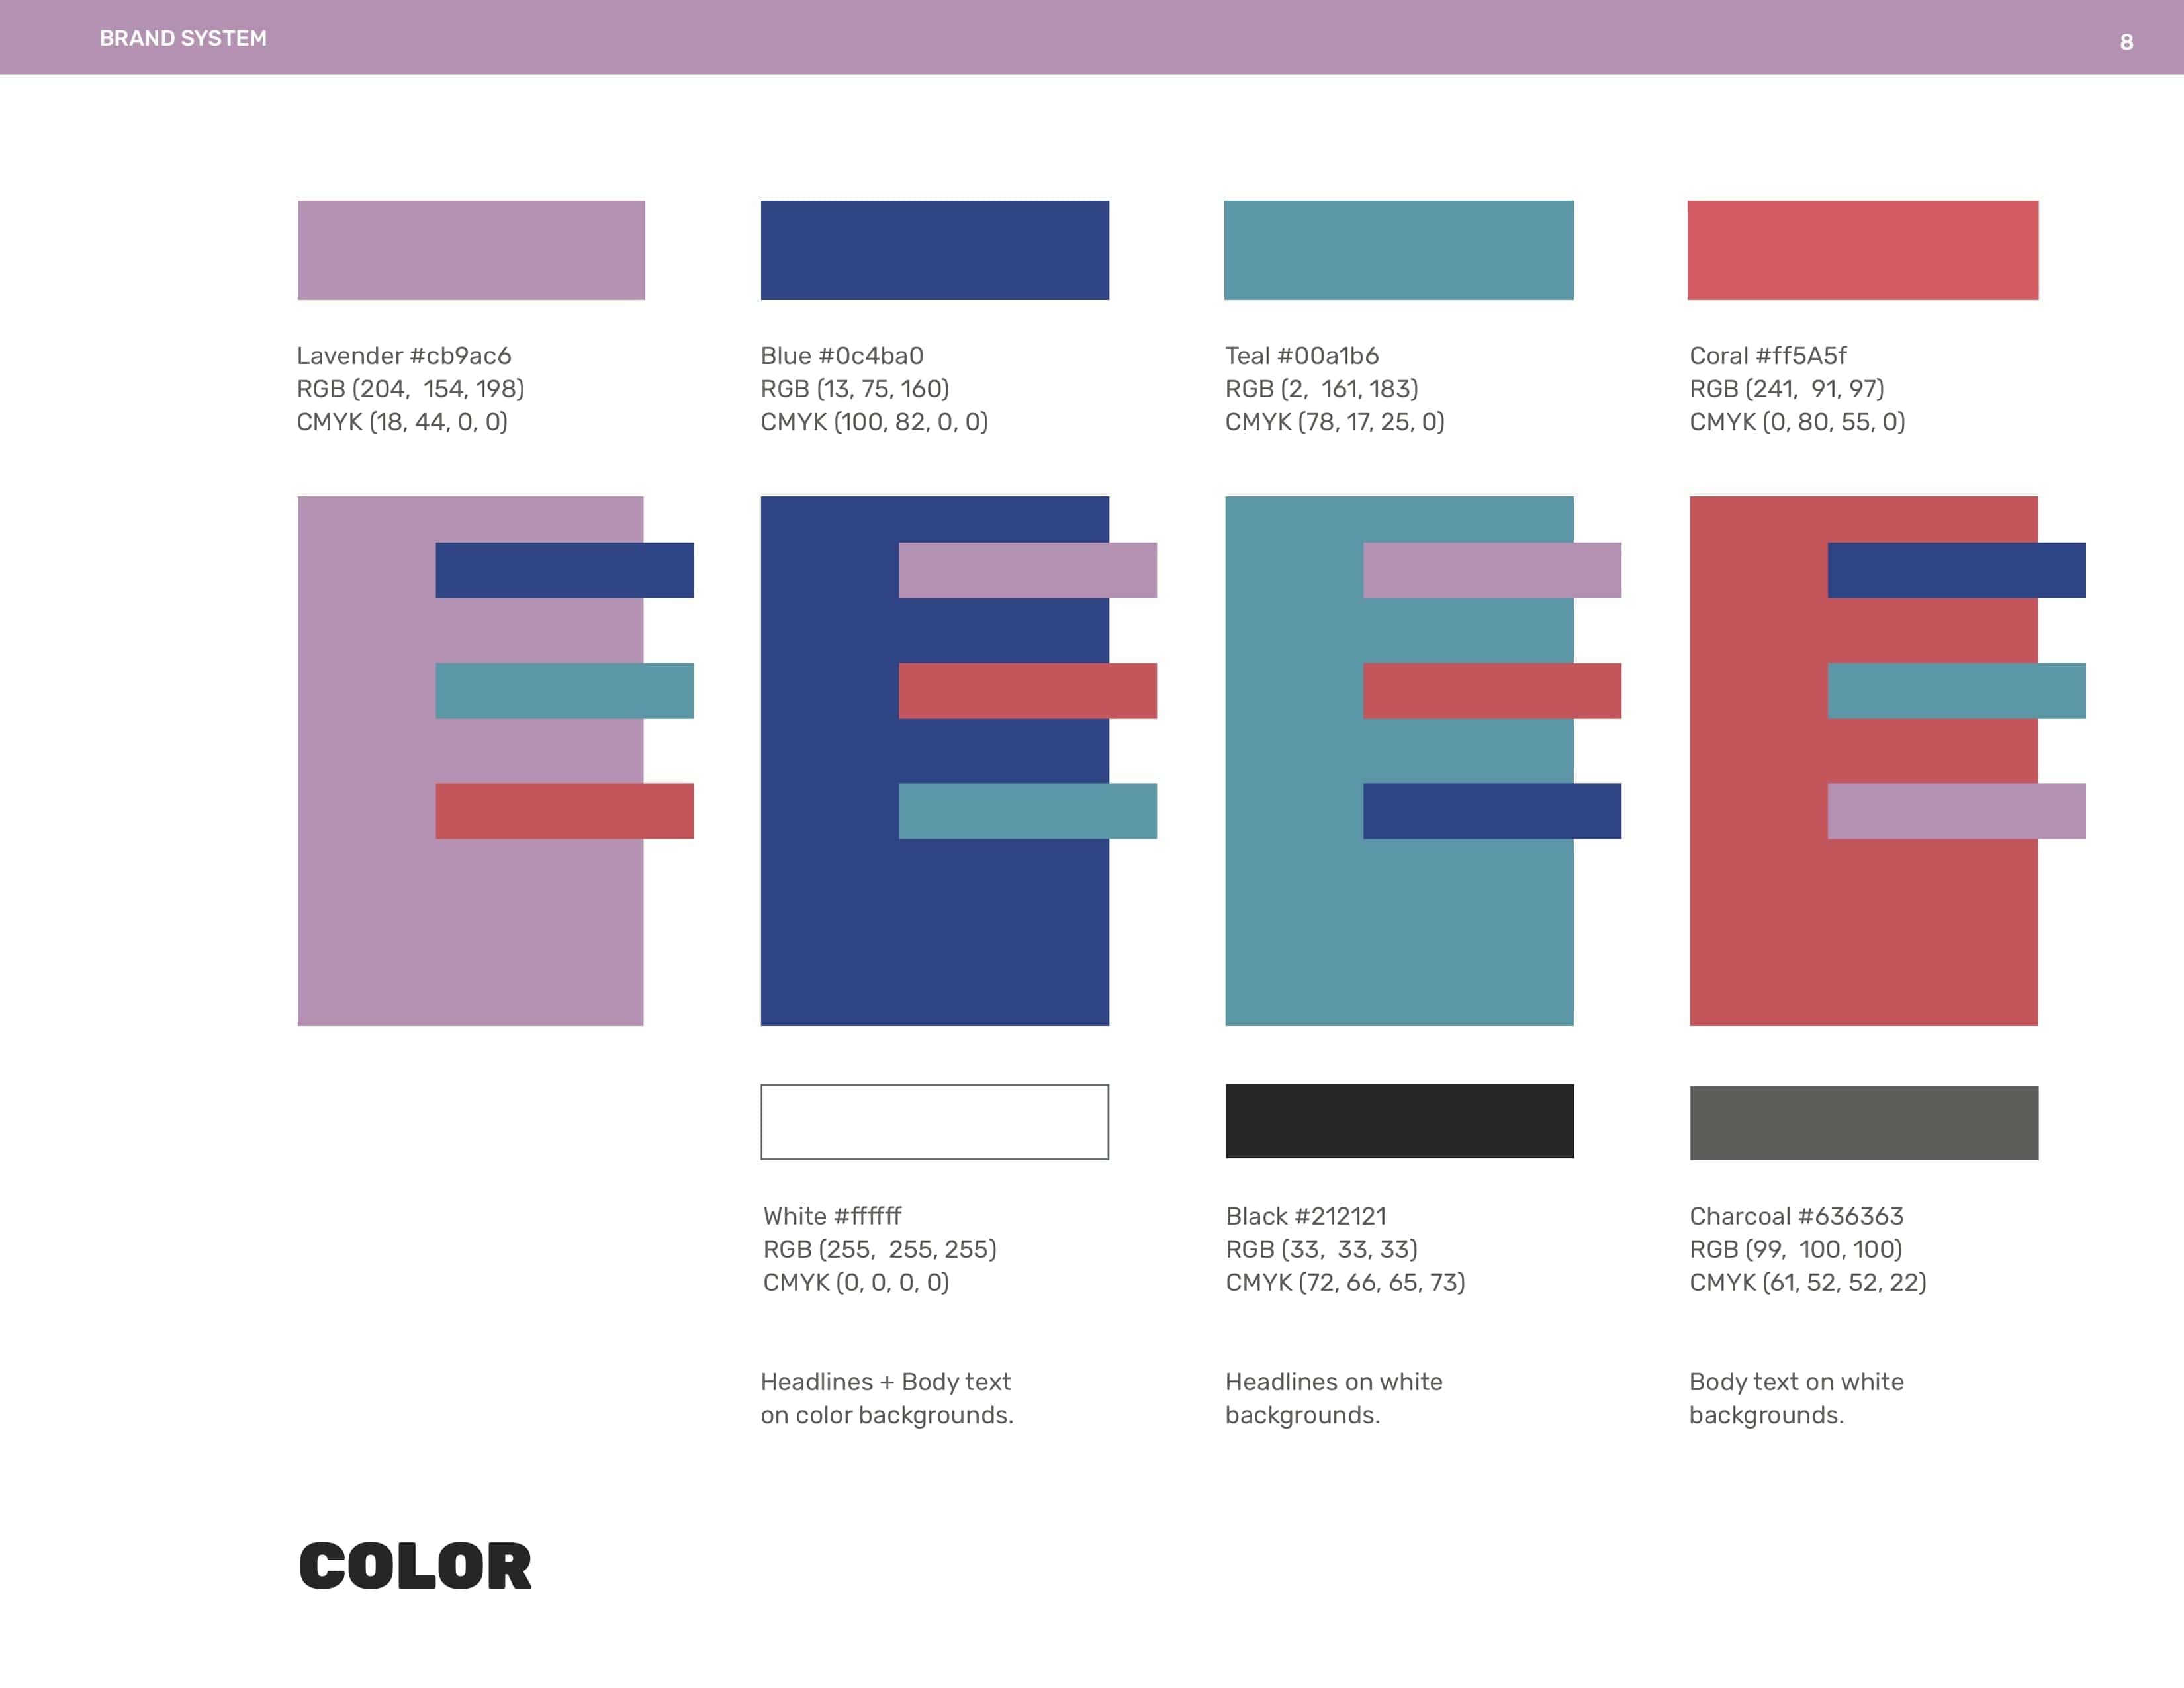 BRAND SYSTEM
8
Lavender #cb9ac6
RGB (204,  154, 198)
CMYK (18, 44, 0, 0)
Blue #0c4ba0
RGB (13, 75, 160)
CMYK (100, 82, 0, 0)
Teal #00a1b6
RGB (2,  161, 183)
CMYK (78, 17, 25, 0)
Coral #ff5A5f
RGB (241,  91, 97)
CMYK (0, 80, 55, 0)
White #ffffff
RGB (255,  255, 255)
CMYK (0, 0, 0, 0)
Headlines + Body text
on color backgrounds.
Black #212121
RGB (33,  33, 33)
CMYK (72, 66, 65, 73)
Headlines on white
backgrounds.
Charcoal #636363
RGB (99,  100, 100)
CMYK (61, 52, 52, 22)
Body text on white
backgrounds.
COLOR